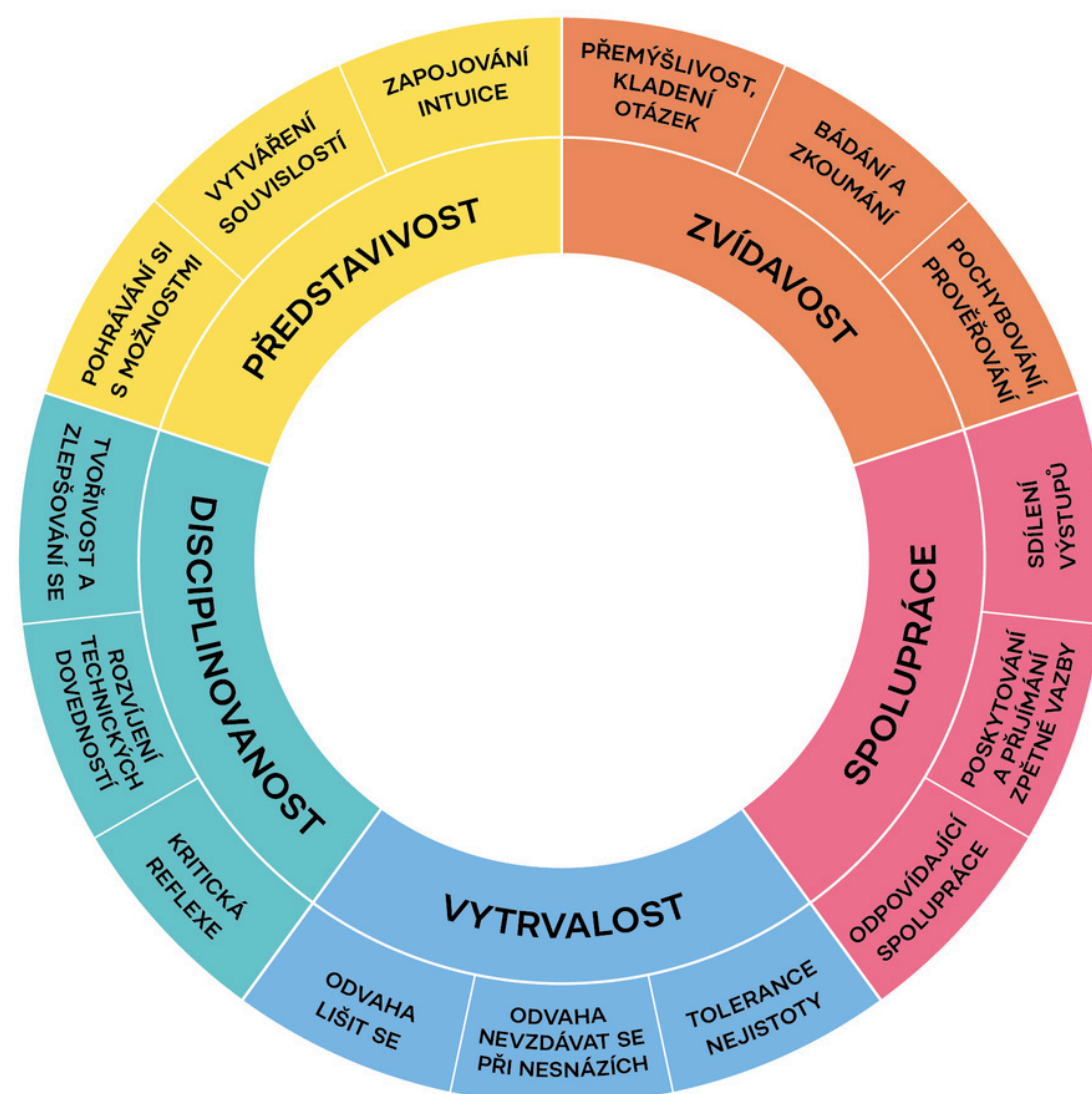 ZAPOJOVÁNÍ
INTUICE
VYTVÁŘENÍ
SOUVISLOSTÍ
POHRÁVÁNÍ SI
S MOŽNOSTMI
PŘEDSTAVIVOST
PŘEMÝŠLIVOST,
KLADENÍ
OTÁZEK
BÁDÁNÍ A
ZKOUMÁNÍ
POCHYBOVÁNÍ,
PROVĚŘOVÁNÍ
ZVÍDAVOST
SDÍLENÍ
VÝSTUPŮ
POSKYTOVÁNÍ
A PŘIJÍMÁNÍ
ZPĚTNÉ VAZBY
ODPOVÍDAJÍCÍ
SPOLUPRÁCE
SPOLUPRÁCE
VYTRVALOST
TOLERANCE
NEJISTOTY
ODVAHA
NEVZDÁVAT SE
PŘI NESNÁZÍCH
ODVAHA
LIŠIT SE
DISCIPLINOVANOST
KRITICKÁ
REFLEXE
ROZVÍJENÍ
TECHNICKÝCH
DOVEDNOSTÍ
TVOŘIVOST A
ZLEPŠOVÁNÍ SE